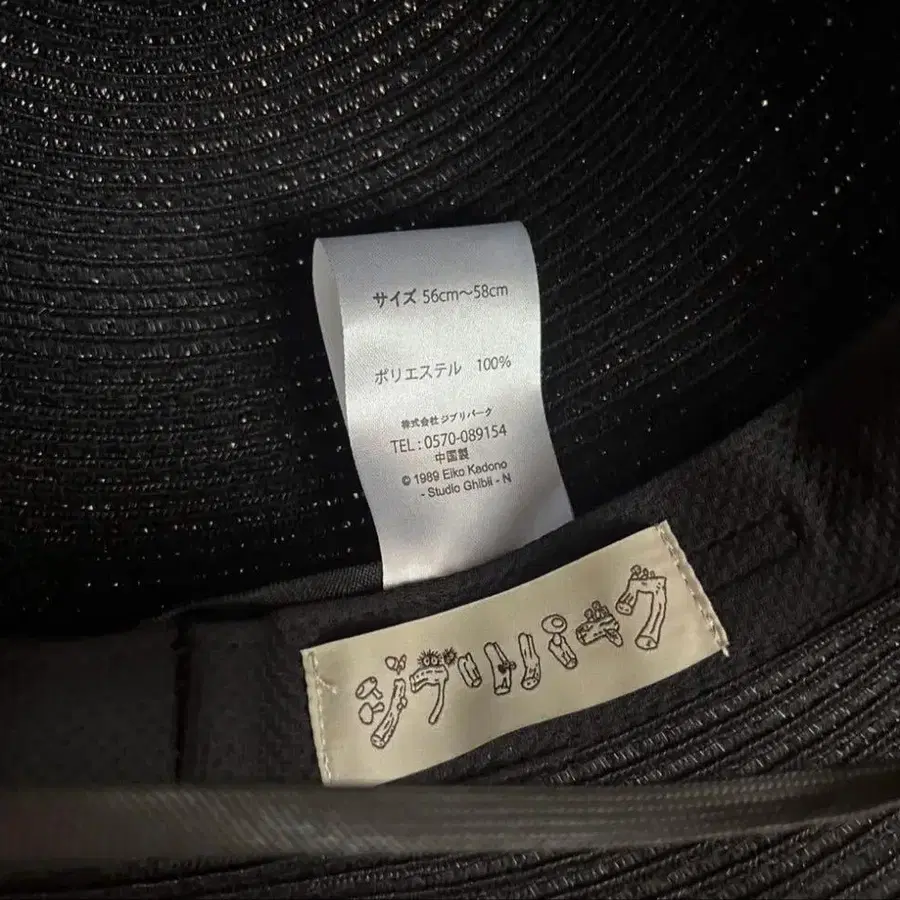 サイズ 56cm～58cm
ポリエステル 100%
株式会社ジブリパーク
TEL : 0570-089154
中国製
© 1989 Eiko Kadono
- Studio Ghibli - N
ジブリパーク